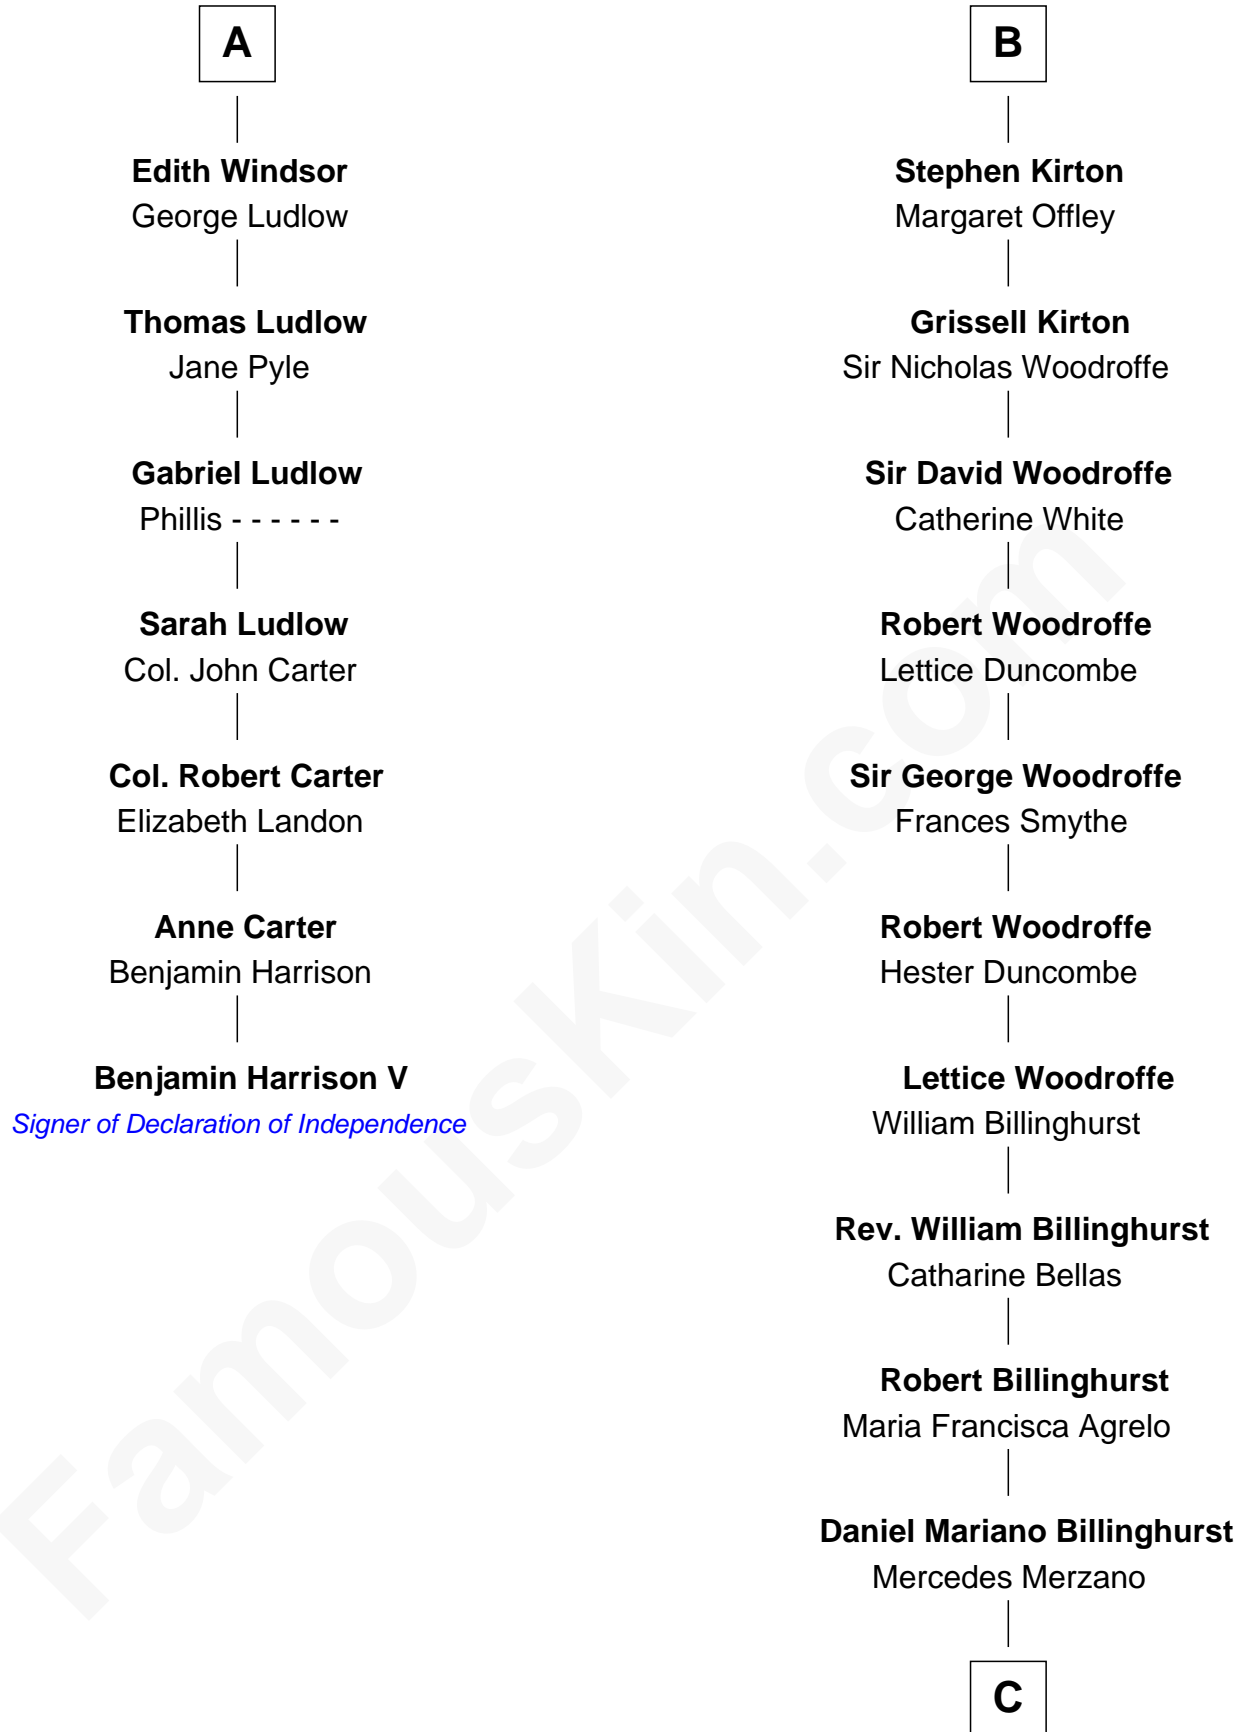 A
Edith Windsor
George Ludlow
Thomas Ludlow
Jane Pyle
Gabriel Ludlow
Phillis - - - - - -
Sarah Ludlow
Col. John Carter
Col. Robert Carter
Elizabeth Landon
Anne Carter
Benjamin Harrison
Benjamin Harrison V
Signer of Declaration of Independence
B
Stephen Kirton
Margaret Offley
Grissell Kirton
Sir Nicholas Woodroffe
Sir David Woodroffe
Catherine White
Robert Woodroffe
Lettice Duncombe
Sir George Woodroffe
Frances Smythe
Robert Woodroffe
Hester Duncombe
Lettice Woodroffe
William Billinghurst
Rev. William Billinghurst
Catharine Bellas
Robert Billinghurst
Maria Francisca Agrelo
Daniel Mariano Billinghurst
Mercedes Merzano
C
FamousKin.com